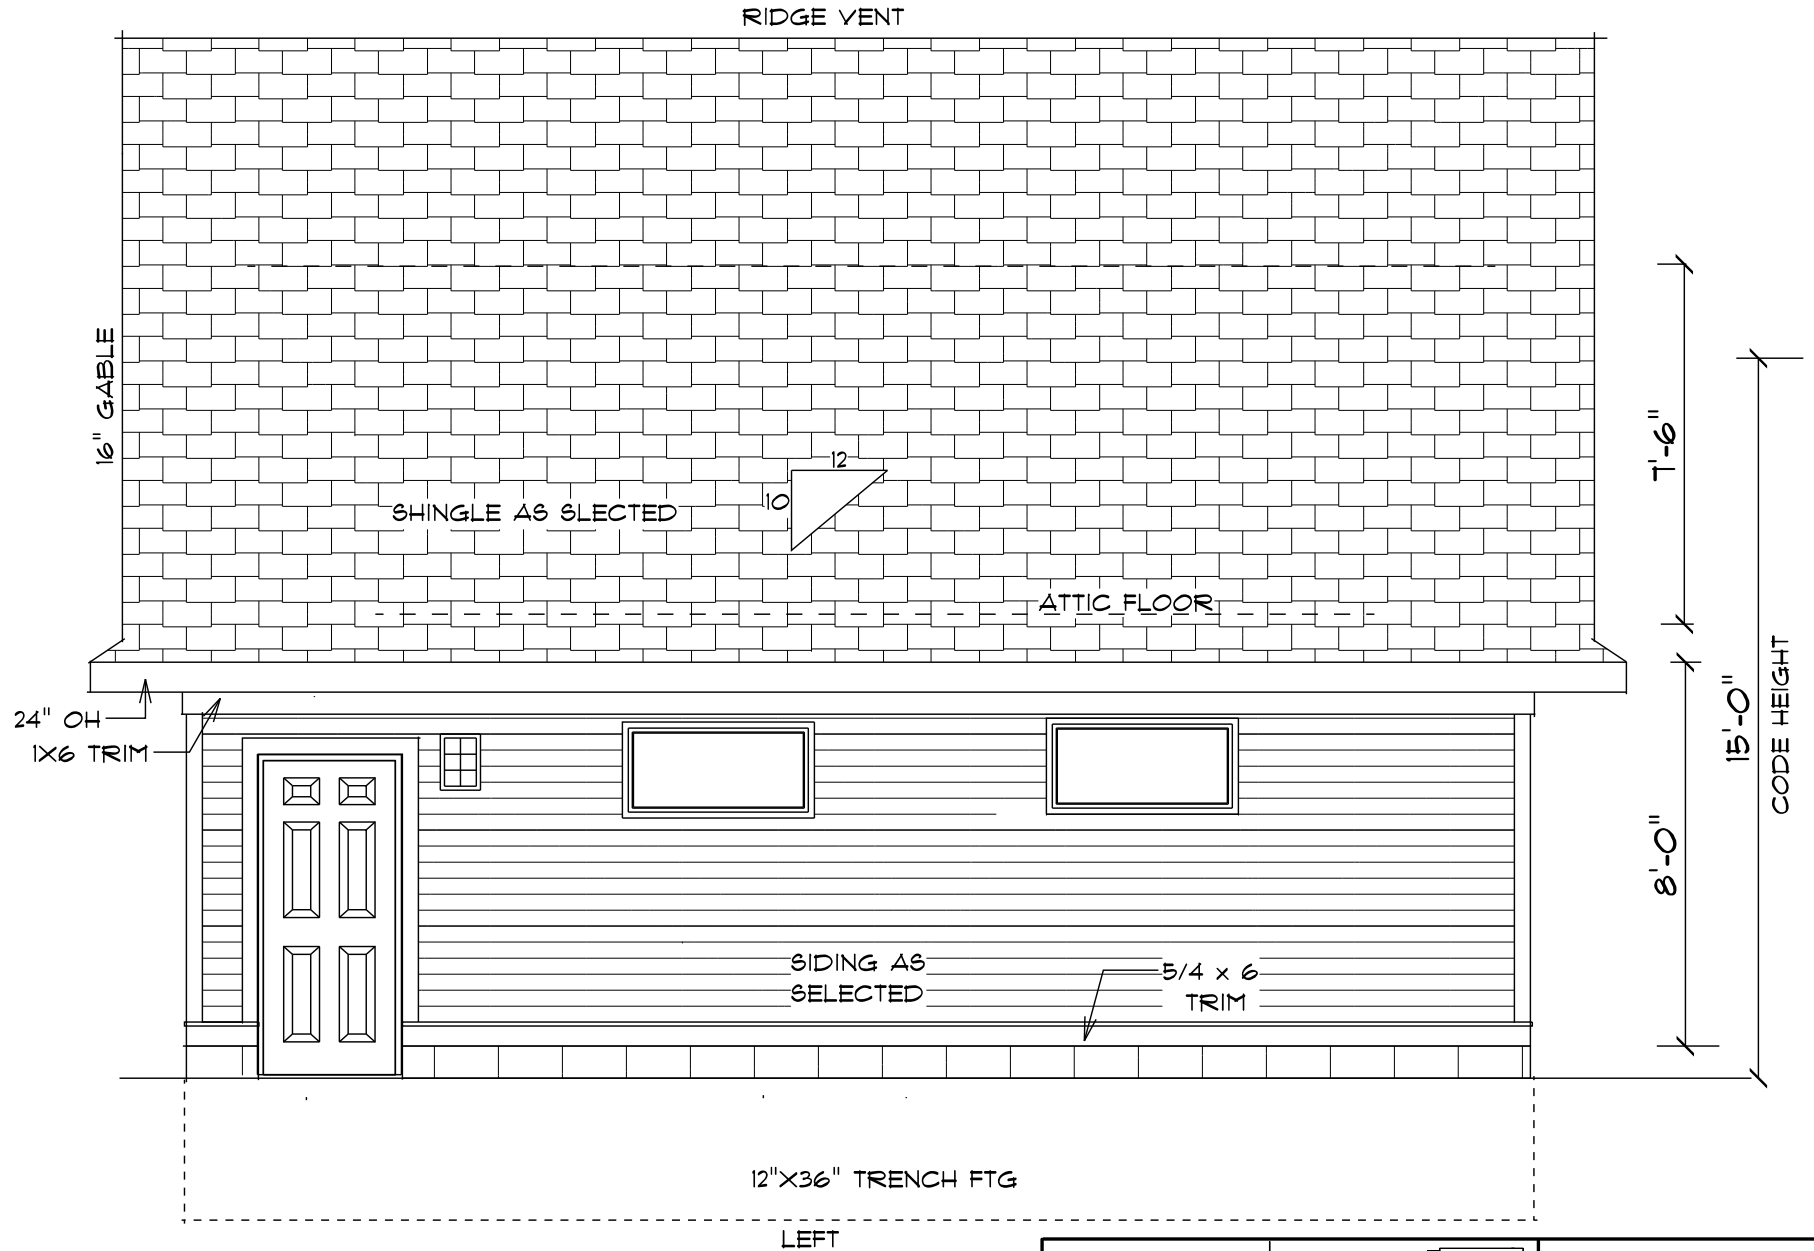 RIDGE VENT
16" GABLE
7'-6"
12
10
SHINGLE AS SLECTED
ATTIC FLOOR
15'-0"
CODE HEIGHT
24" OH
1X6 TRIM
8'-0"
SIDING AS
SELECTED
5/4 x 6
TRIM
12"X36" TRENCH FTG
LEFT